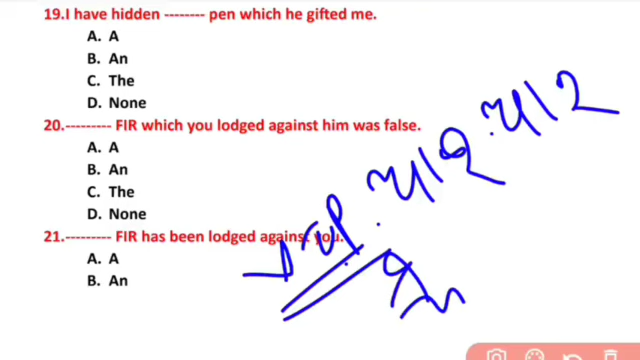 19.I have hidden -------- pen which he gifted me.
A. A
B. An
C. The
D. None
20.--------- FIR which you lodged against him was false.
A. A
B. An
C. The
D. None
21.--------- FIR has been lodged against you.
A. A
B. An